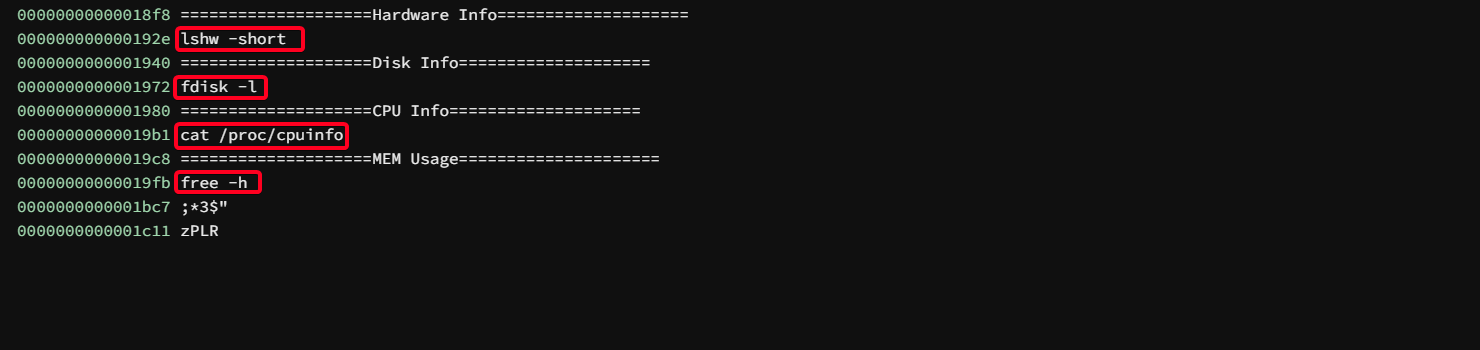 00000000000018f8 ====================Hardware Info====================
000000000000192e lshw -short
0000000000001940 ====================Disk Info====================
0000000000001972 fdisk -l
0000000000001980 ====================CPU Info====================
00000000000019b1 cat /proc/cpuinfo
00000000000019c8 ====================MEM Usage=====================
00000000000019fb free -h
0000000000001bc7 ;*3$"
0000000000001c11 zPLR